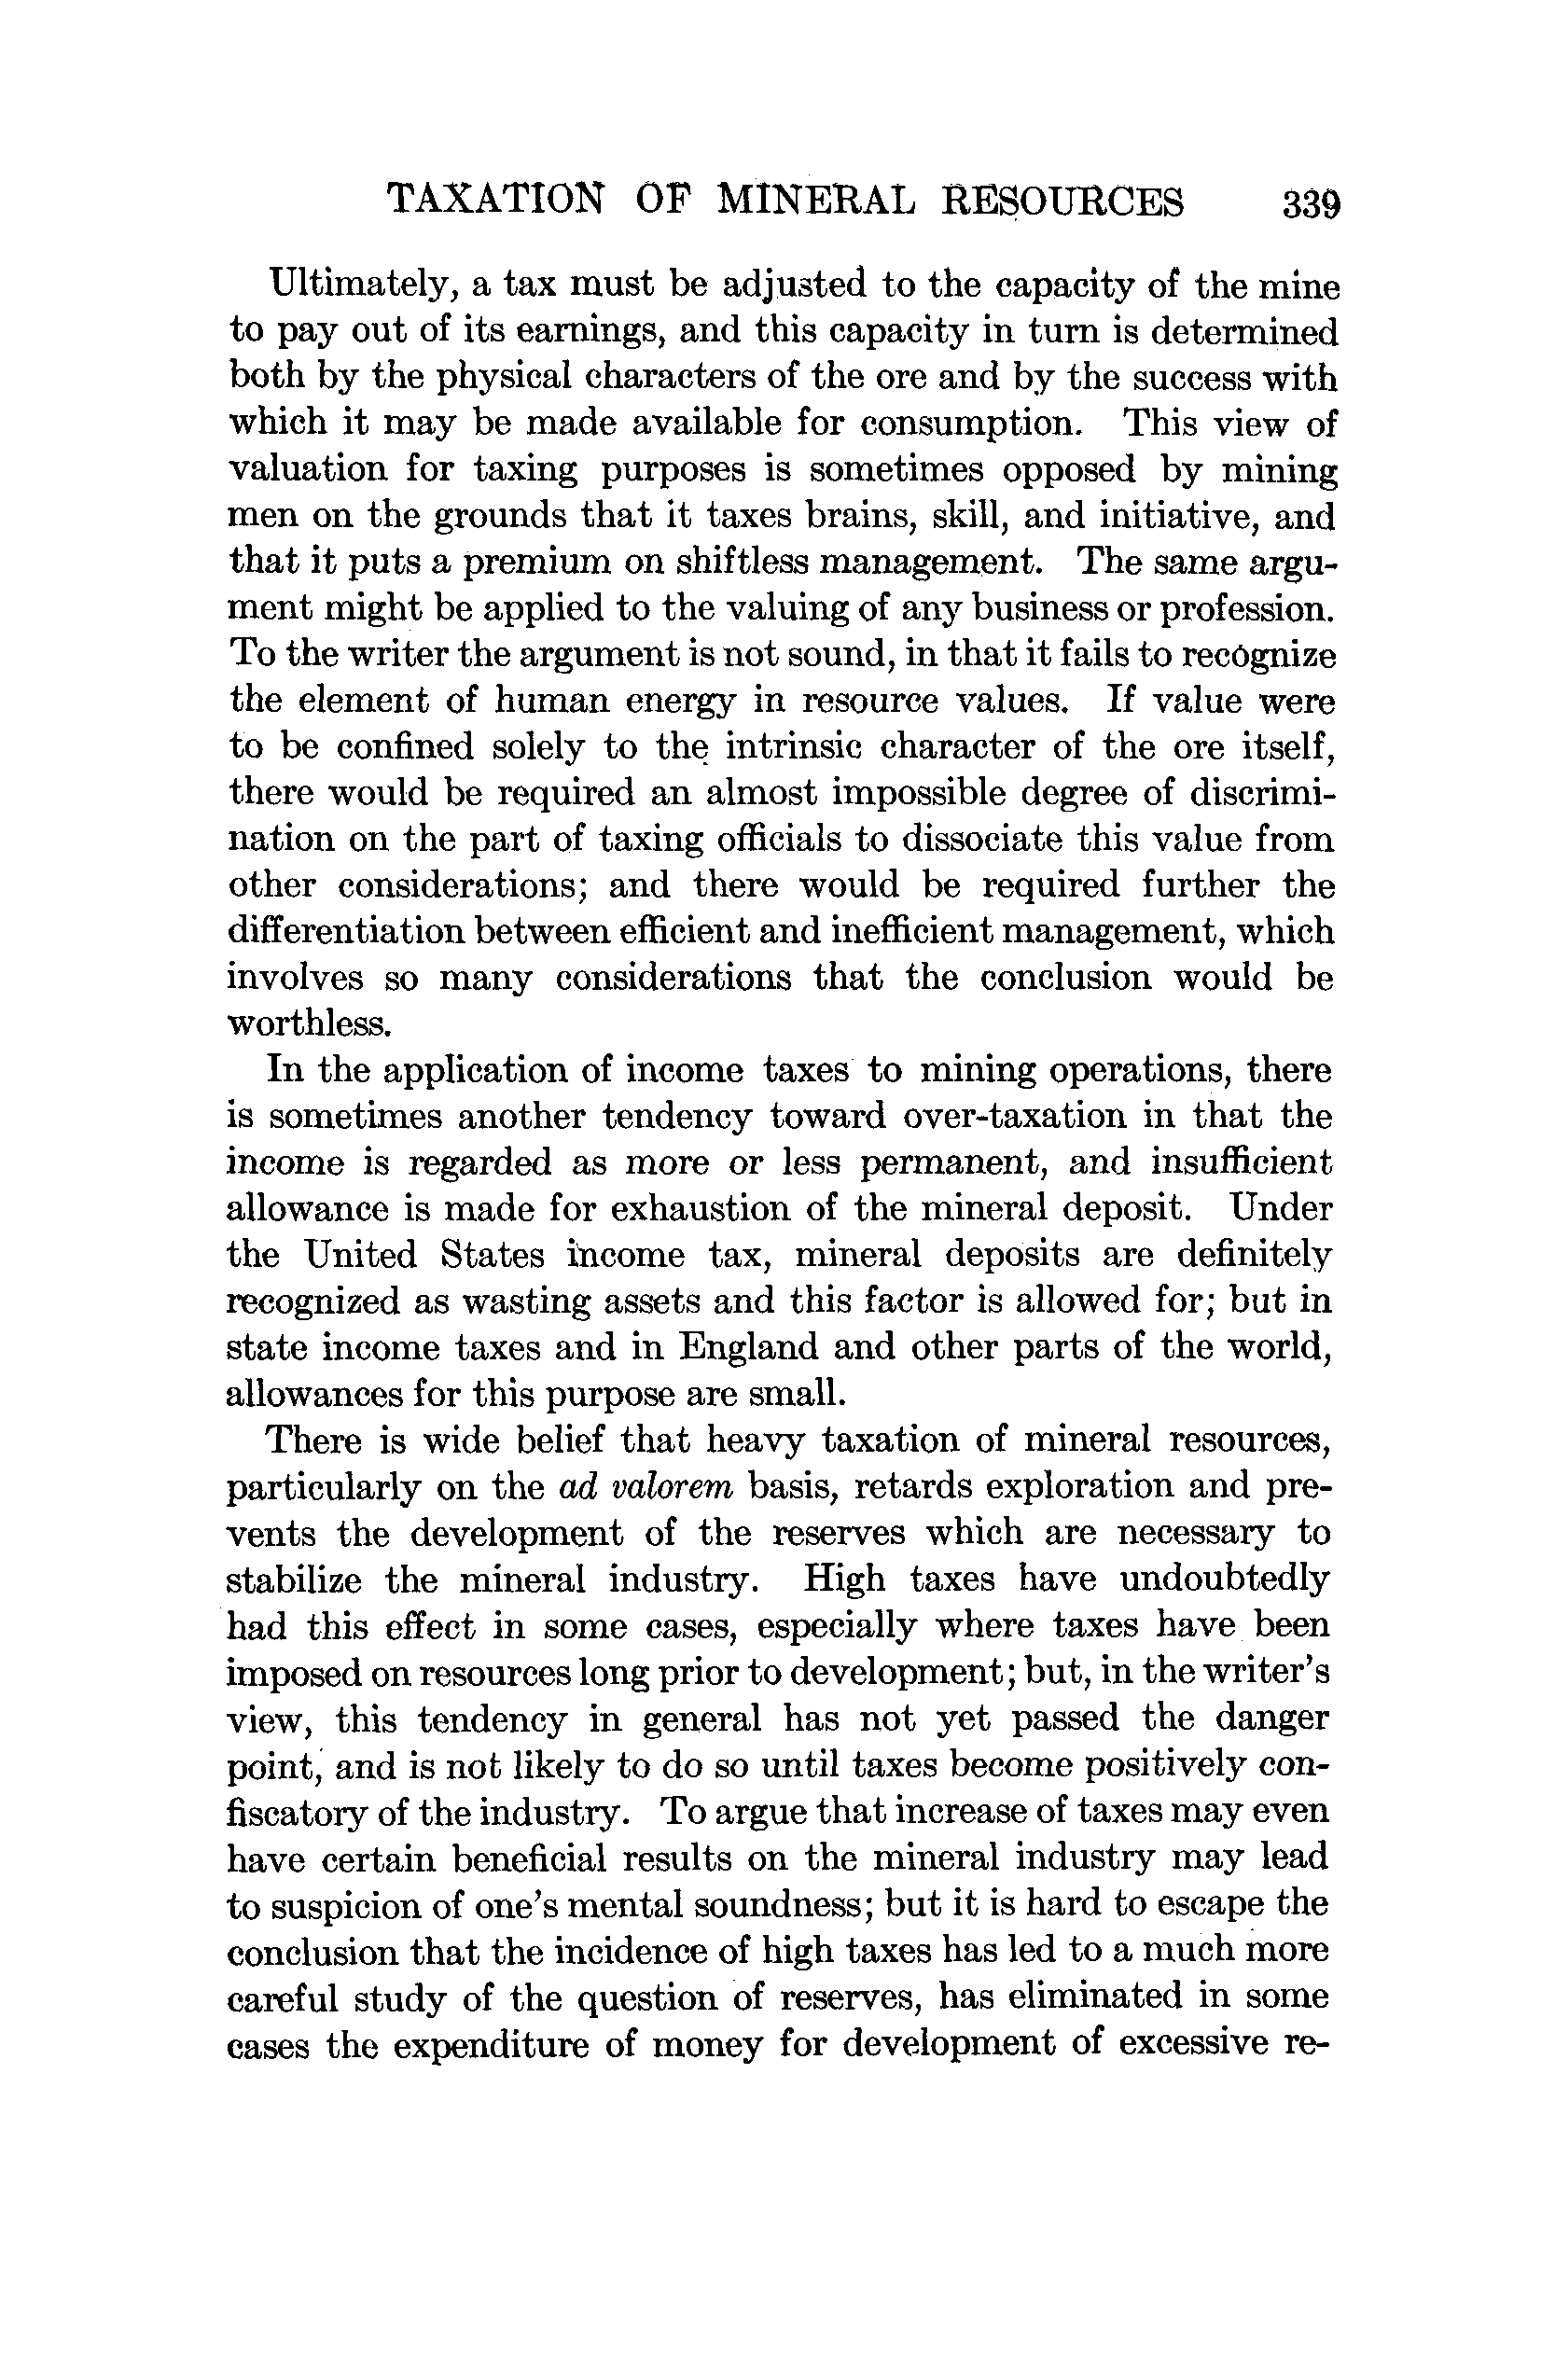 TAXATION OF MINERAL RESOURCES 339
Ultimately, a tax must be adjusted to the capacity of the mine
to pay out of its earnings, and this capacity in turn is determined
both by the physical characters of the ore and by the success with
which it may be made available for consumption. This view of
valuation for taxing purposes is sometimes opposed by mining
men on the grounds that it taxes brains, skill, and initiative, and
that it puts a premium on shiftless management. The same argu-
ment might be applied to the valuing of any business or profession.
To the writer the argument is not sound, in that it fails to recognize
the element of human energy in resource values. If value were
to be confined solely to the intrinsic character of the ore itself,
there would be required an almost impossible degree of discrimi-
nation on the part of taxing officials to dissociate this value from
other considerations; and there would be required further the
differentiation between efficient and inefficient management, which
involves so many considerations that the conclusion would be
worthless.
In the application of income taxes to mining operations, there
is sometimes another tendency toward over-taxation in that the
income is regarded as more or less permanent, and insufficient
allowance is made for exhaustion of the mineral deposit. Under
the United States income tax, mineral deposits are definitely
recognized as wasting assets and this factor is allowed for; but in
state income taxes and in England and other parts of the world,
allowances for this purpose are small.
There is wide belief that heavy taxation of mineral resources,
particularly on the ad valorem basis, retards exploration and pre-
vents the development of the reserves which are necessary to
stabilize the mineral industry. High taxes have undoubtedly
had this effect in some cases, especially where taxes have been
imposed on resources long prior to development; but, in the writer's
view, this tendency in general has not yet passed the danger
point, and is not likely to do so until taxes become positively con-
fiscatory of the industry. To argue that increase of taxes may even
have certain beneficial results on the mineral industry may lead
to suspicion of one's mental soundness; but it is hard to escape the
conclusion that the incidence of high taxes has led to a much more
careful study of the question of reserves, has eliminated in some
cases the expenditure of money for development of excessive re-